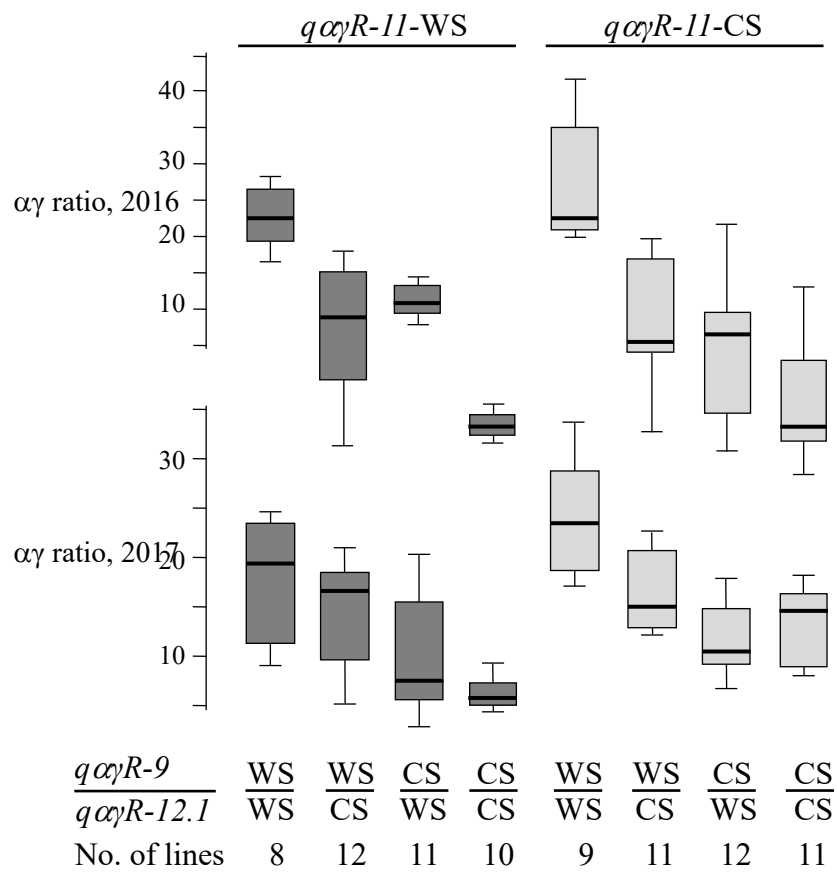 qαγR-11-WS qαγR-11-CS
40
30
αγ ratio, 2016
20
10
30
αγ ratio, 2017
20
10
qαγR-9 WS WS CS CS WS WS CS CS
qαγR-12.1 WS CS WS CS WS CS WS CS
No. of lines 8 12 11 10 9 11 12 11